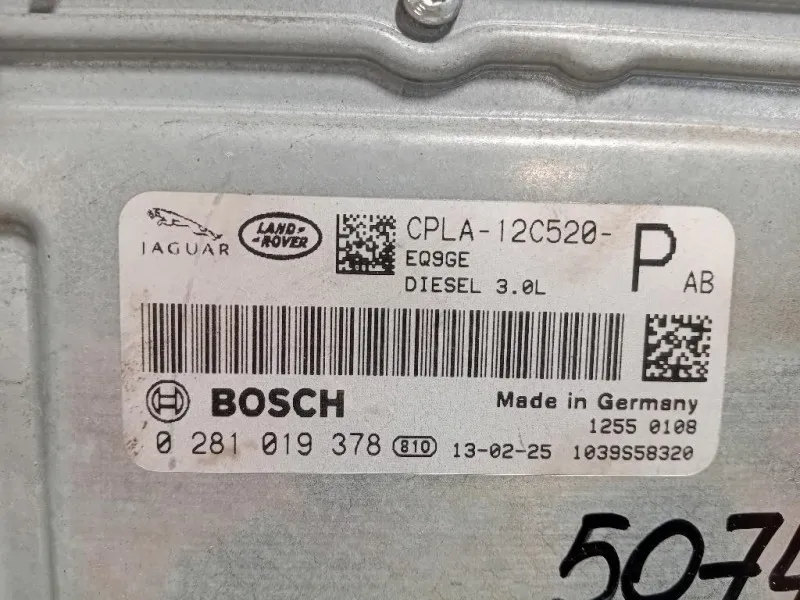 JAGUAR
LAND-
-ROVER
CPLA-12C520- P AB
EQ9GE
DIESEL 3.0L
BOSCH
Made in Germany
1255 0108
0 281 019 378 810 13-02-25 1039S58320
5074